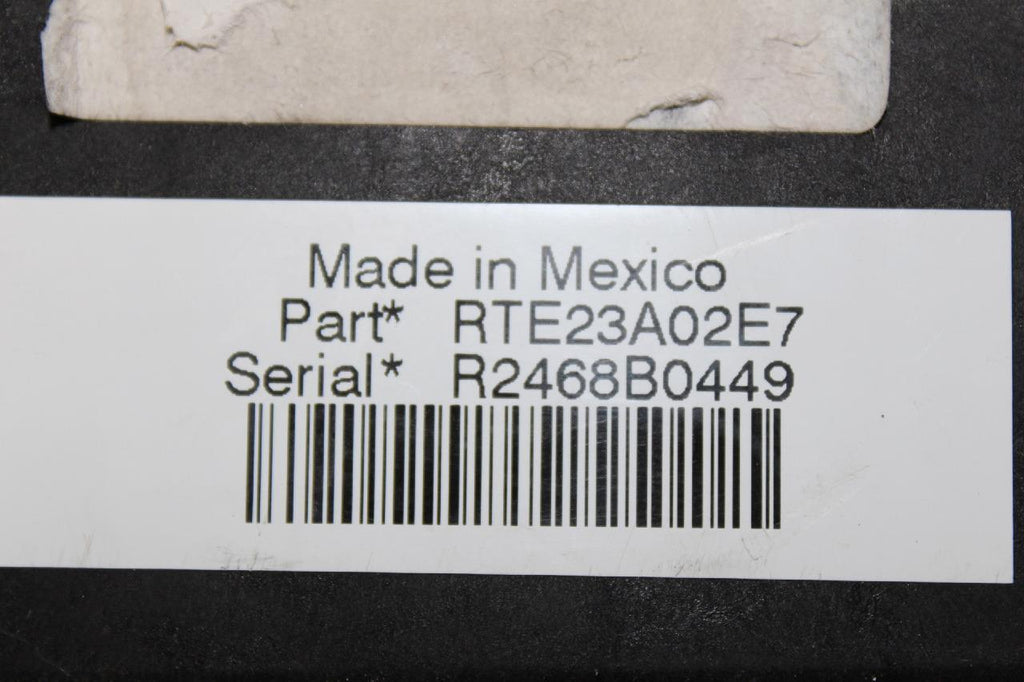 Made in Mexico
Part* RTE23A02E7
Serial* R2468B0449